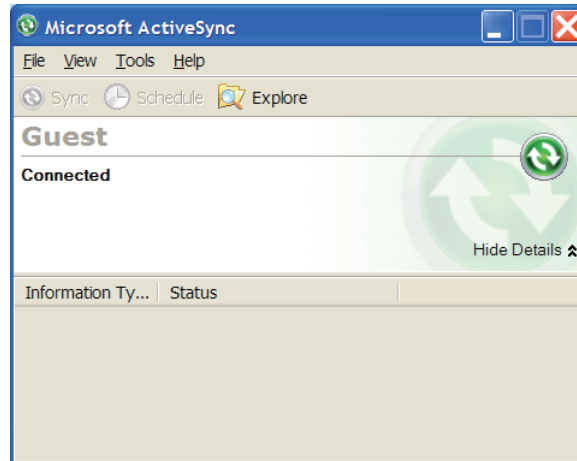 Microsoft ActiveSync
File View Tools Help
Sync Schedule Explore
Guest
Connected
Hide Details
Information Ty... Status